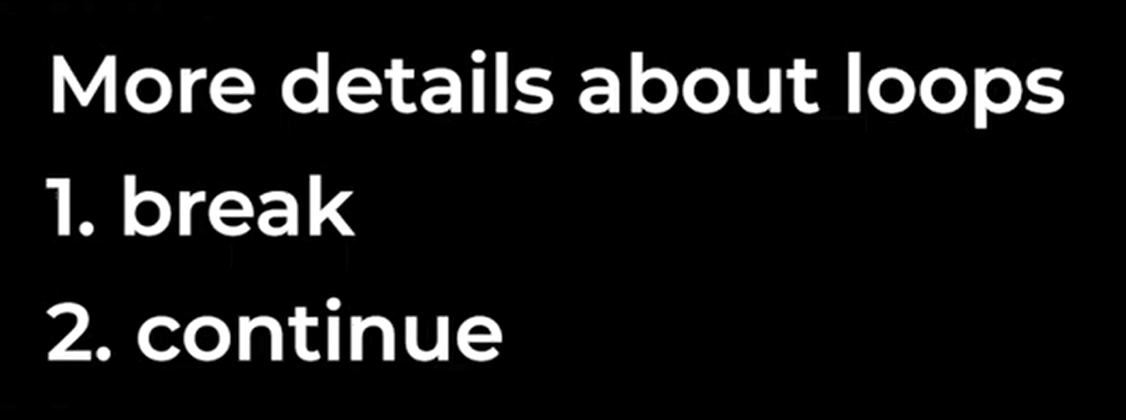 More details about loops
1. break
2. continue